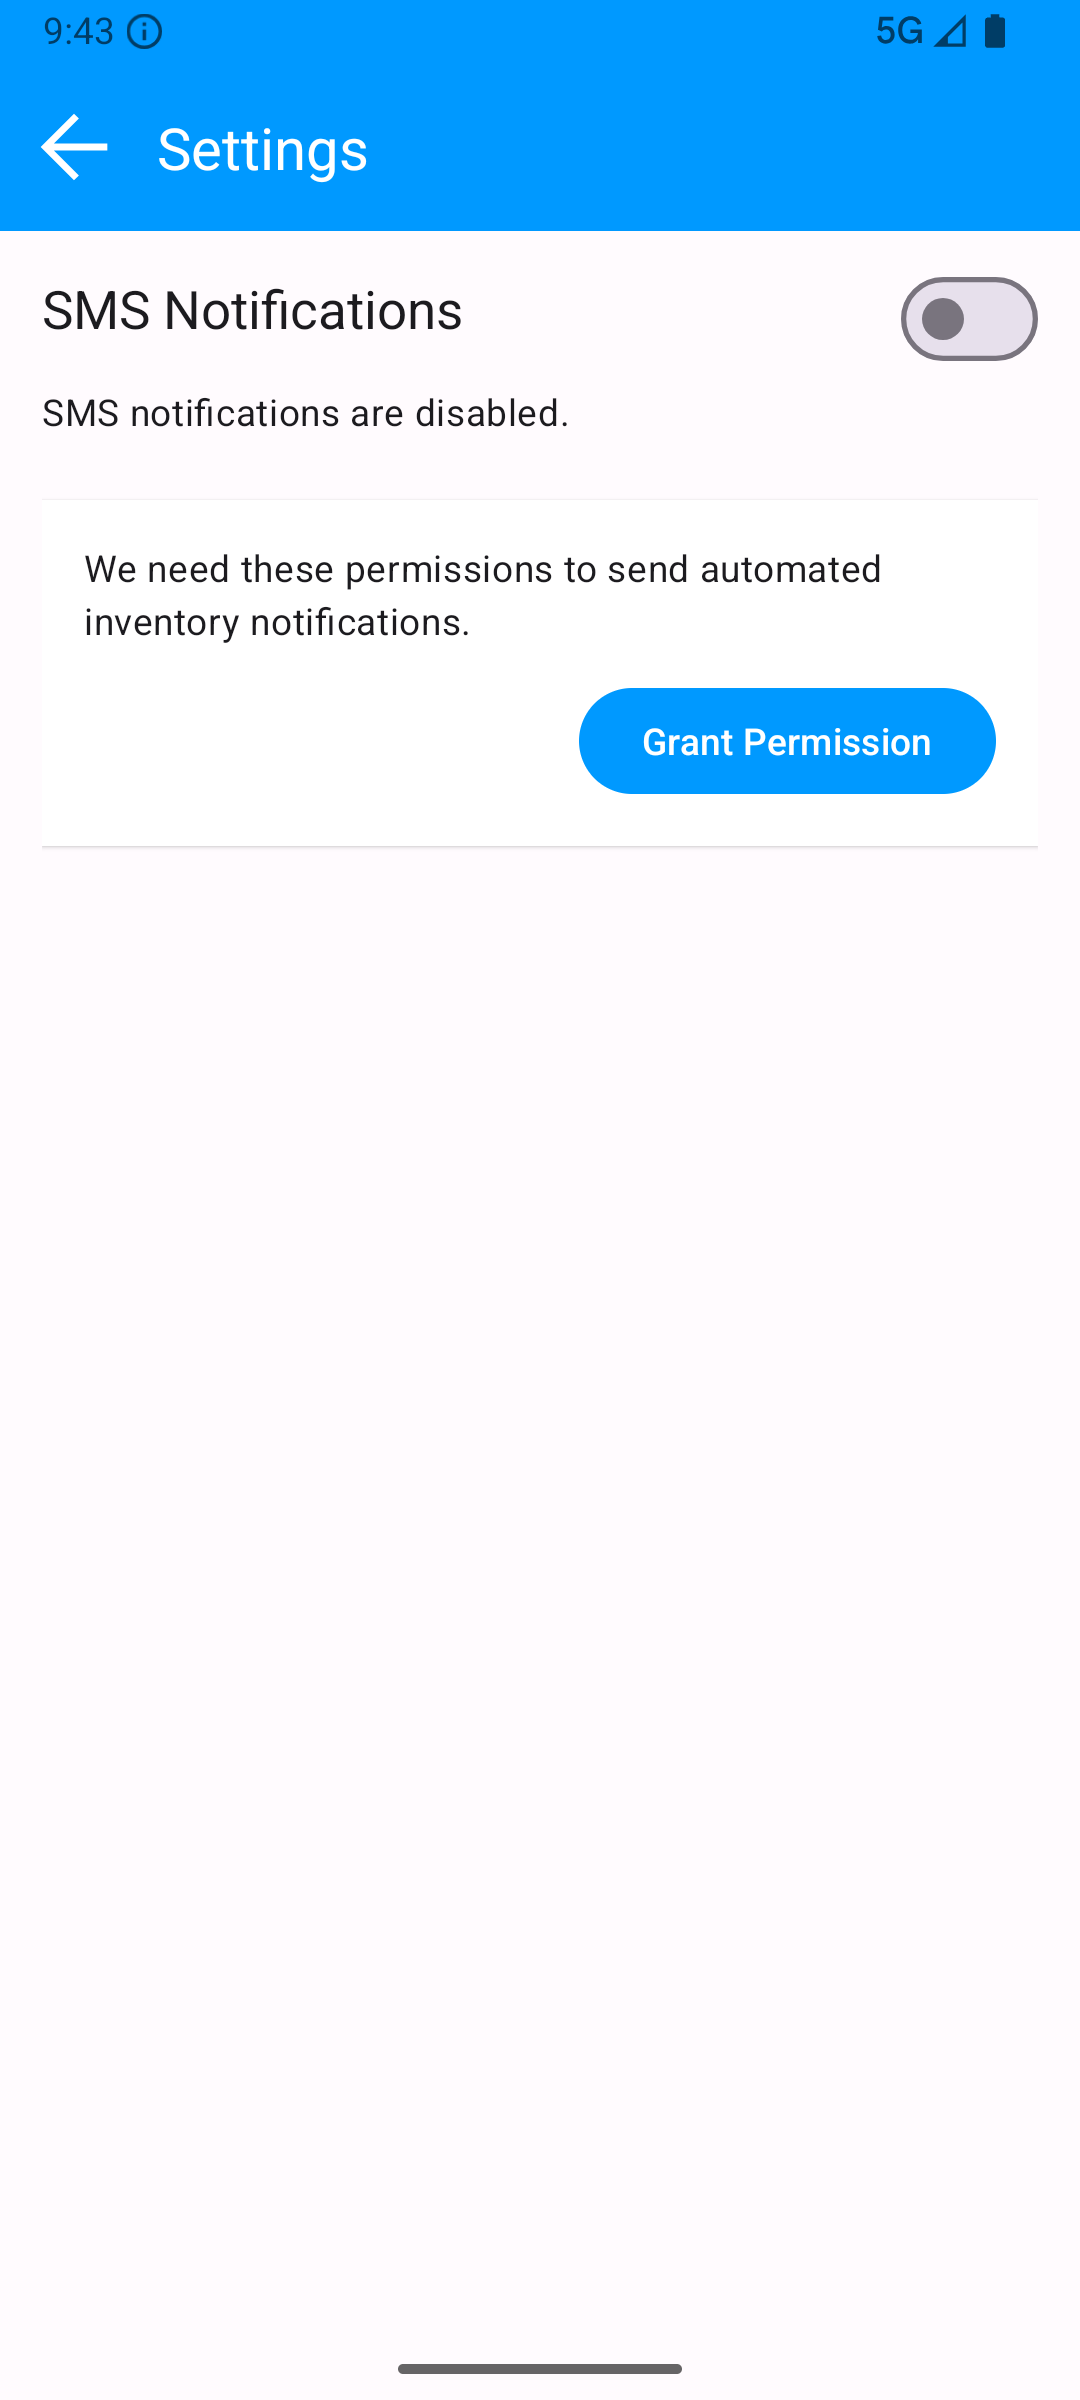 9:43 5G
Settings
SMS Notifications
SMS notifications are disabled.
We need these permissions to send automated
inventory notifications.
Grant Permission